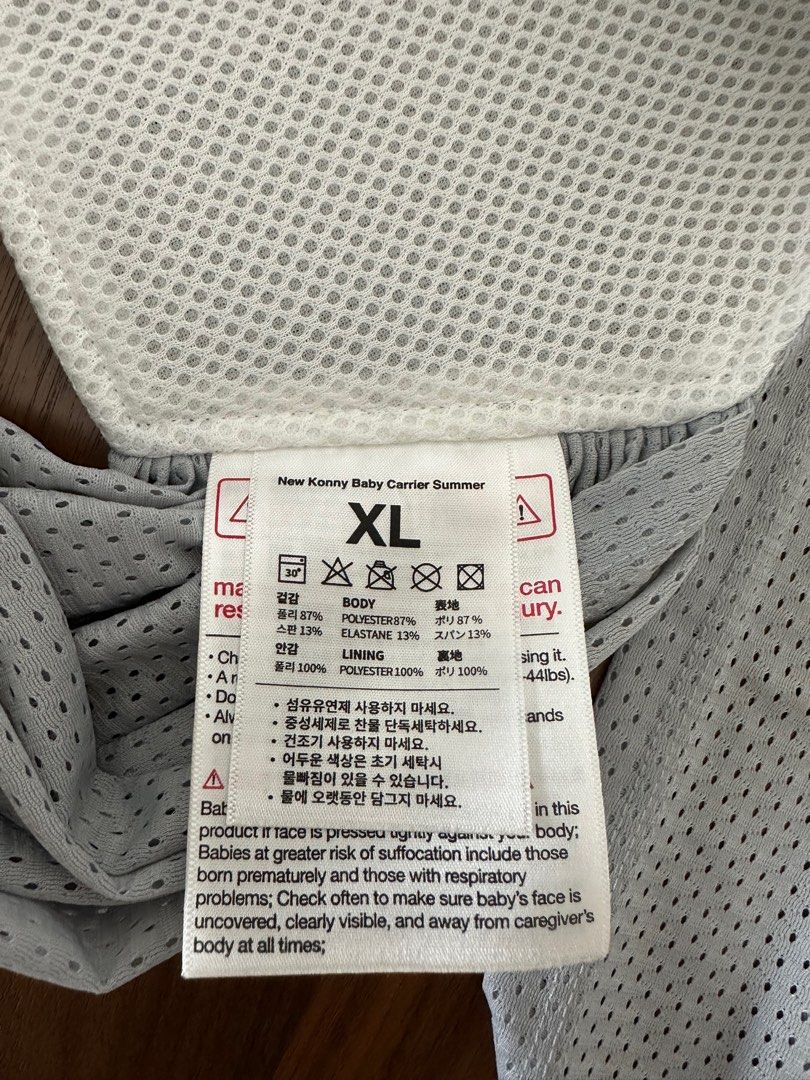 New Konny Baby Carrier Summer
XL
30°
겉감 BODY 表地
폴리 87% POLYESTER 87% ポリ 87 %
스판 13% ELASTANE 13% スパン 13%
안감 LINING 裏地
폴리 100% POLYESTER 100% ポリ 100%
• 섬유유연제 사용하지 마세요.
• 중성세제로 찬물 단독세탁하세요.
• 건조기 사용하지 마세요.
• 어두운 색상은 초기 세탁시
물빠짐이 있을 수 있습니다.
• 물에 오랫동안 담그지 마세요.
can
ury.
sing it.
-44lbs).
ands
on
in this
product if face is pressed tightly against your body;
Babies at greater risk of suffocation include those
born prematurely and those with respiratory
problems; Check often to make sure baby's face is
uncovered, clearly visible, and away from caregiver's
body at all times;